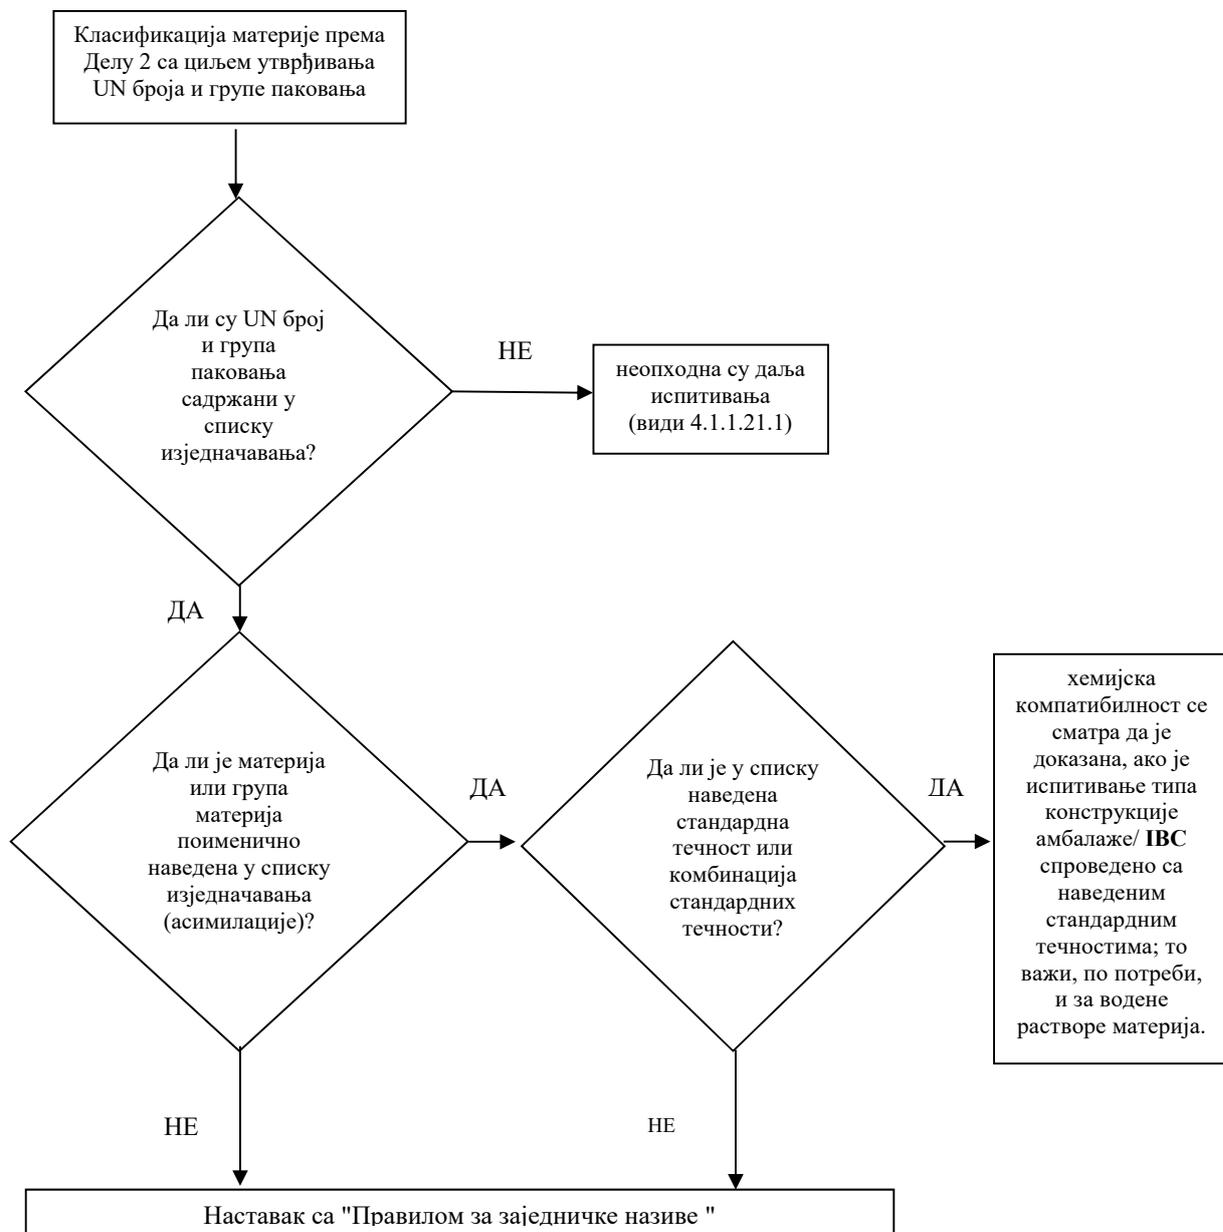 Класификација материје према
Делу 2 са циљем утврђивања
UN броја и групе паковања
Да ли су UN број
и група
паковања
садржани у
списку
изједначавања?
НЕ
неопходна су даља
испитивања
(види 4.1.1.21.1)
ДА
Да ли је материја
или група
материја
поименично
наведена у списку
изједначавања
(асимилације)?
ДА
Да ли је у списку
наведена
стандардна
течност или
комбинација
стандардних
течности?
ДА
хемијска
компатибилност се
сматра да је
доказана, ако је
испитивање типа
конструкције
амбалаже/ IBC
спроведено са
наведеним
стандардним
течностима; то
важи, по потреби,
и за водене
растворе материја.
НЕ
НЕ
Наставак са "Правилом за заједничке називе "